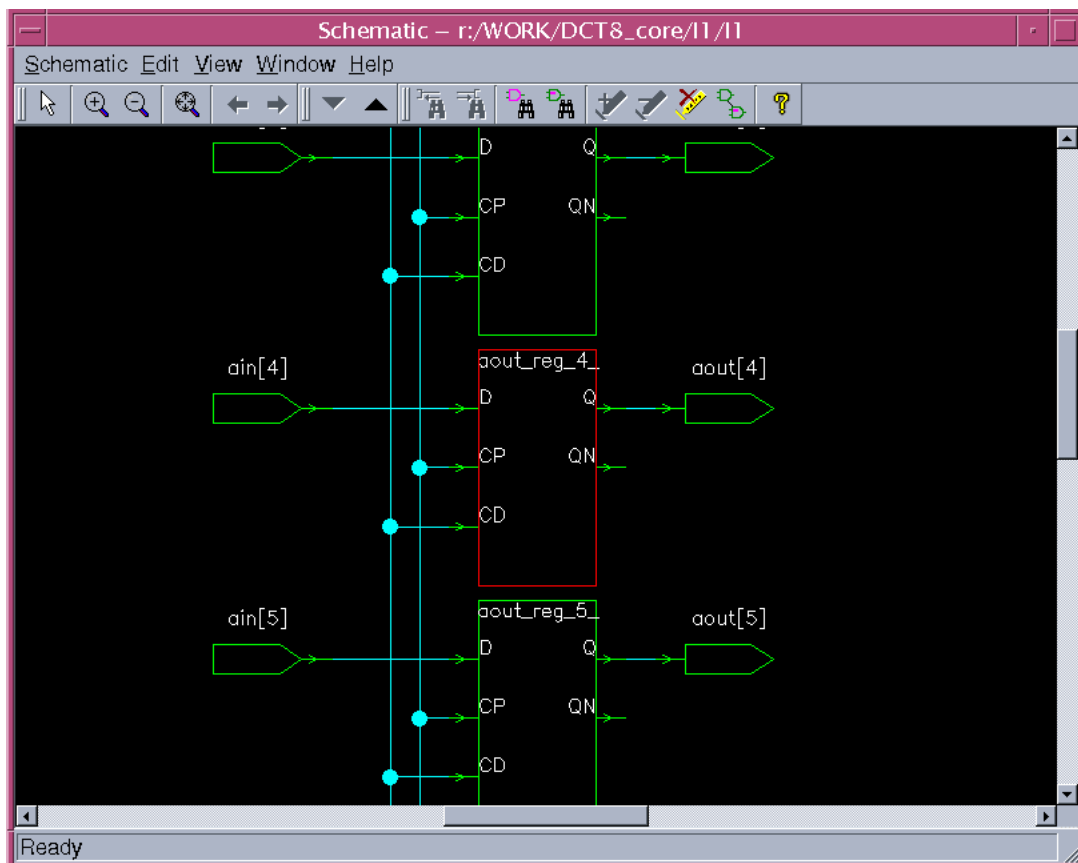 Schematic – r:/WORK/DCT8_core/I1/I1
Schematic Edit View Window Help
D Q
CP QN
CD
ain[4] aout_reg_4_ aout[4]
D Q
CP QN
CD
ain[5] aout_reg_5_ aout[5]
D Q
CP QN
CD
Ready